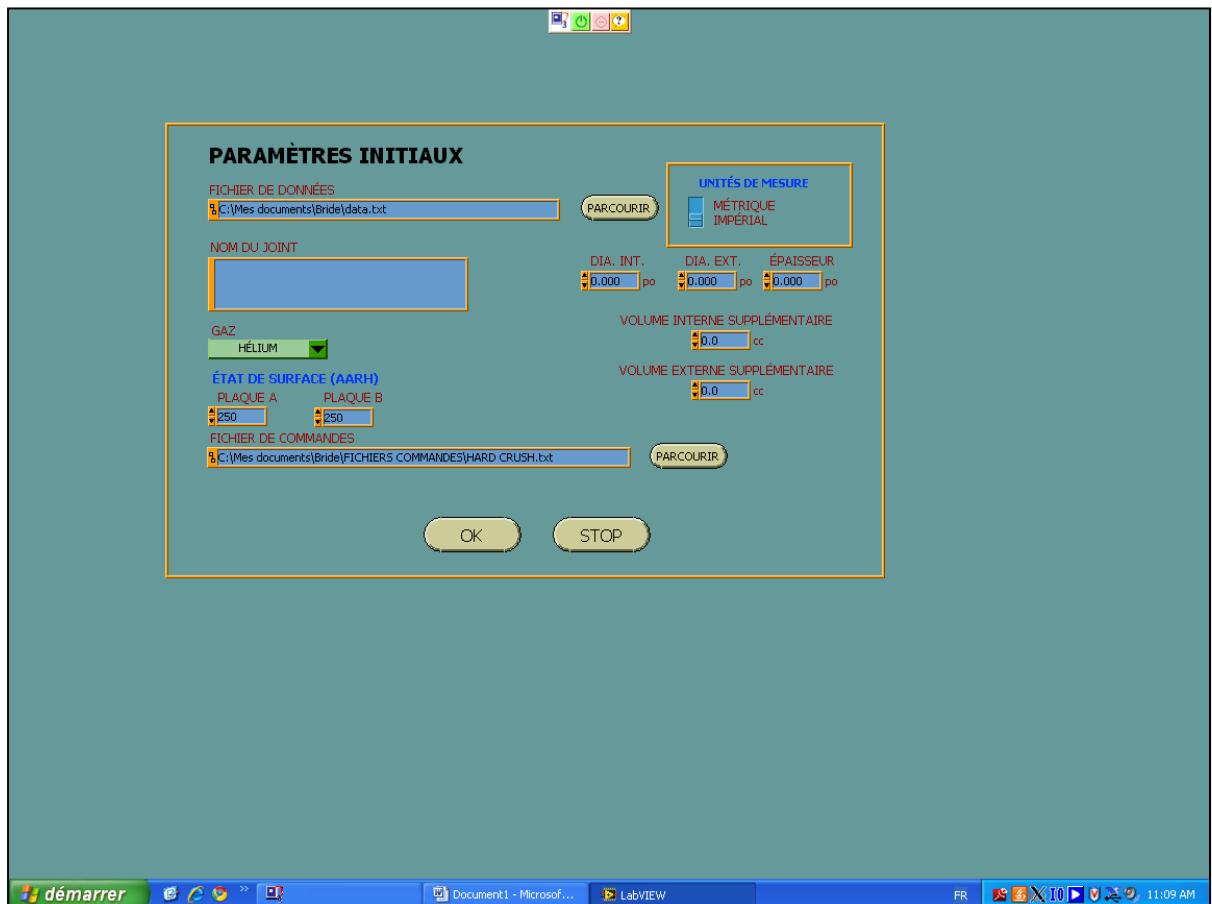 PARAMÈTRES INITIAUX
UNITÉS DE MESURE
MÉTRIQUE
IMPÉRIAL
FICHIER DE DONNÉES
C:\Mes documents\Bride\data.txt
PARCOURIR
NOM DU JOINT
DIA. INT. DIA. EXT. ÉPAISSEUR
0.000 po 0.000 po 0.000 po
VOLUME INTERNE SUPPLÉMENTAIRE
0.0 cc
GAZ
HÉLIUM
VOLUME EXTERNE SUPPLÉMENTAIRE
0.0 cc
ÉTAT DE SURFACE (AARH)
PLAQUE A PLAQUE B
250 250
FICHIER DE COMMANDES
C:\Mes documents\Bride\FICHIERS COMMANDES\HARD CRUSH.txt
PARCOURIR
OK STOP
démarrer » Document1 - Microsof... LabVIEW FR 11:09 AM